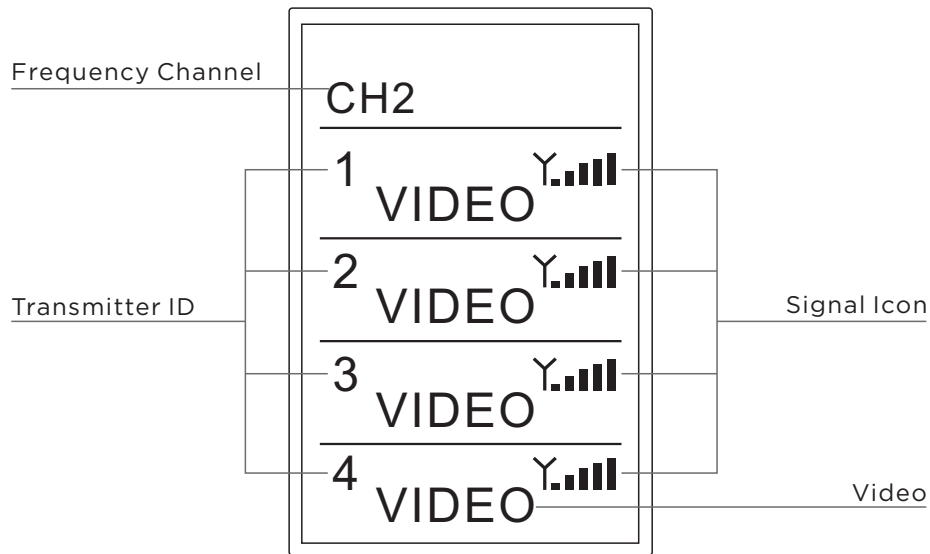 Frequency Channel
CH2
1
VIDEO
2
VIDEO
Transmitter ID
Signal Icon
3
VIDEO
4
VIDEO
Video